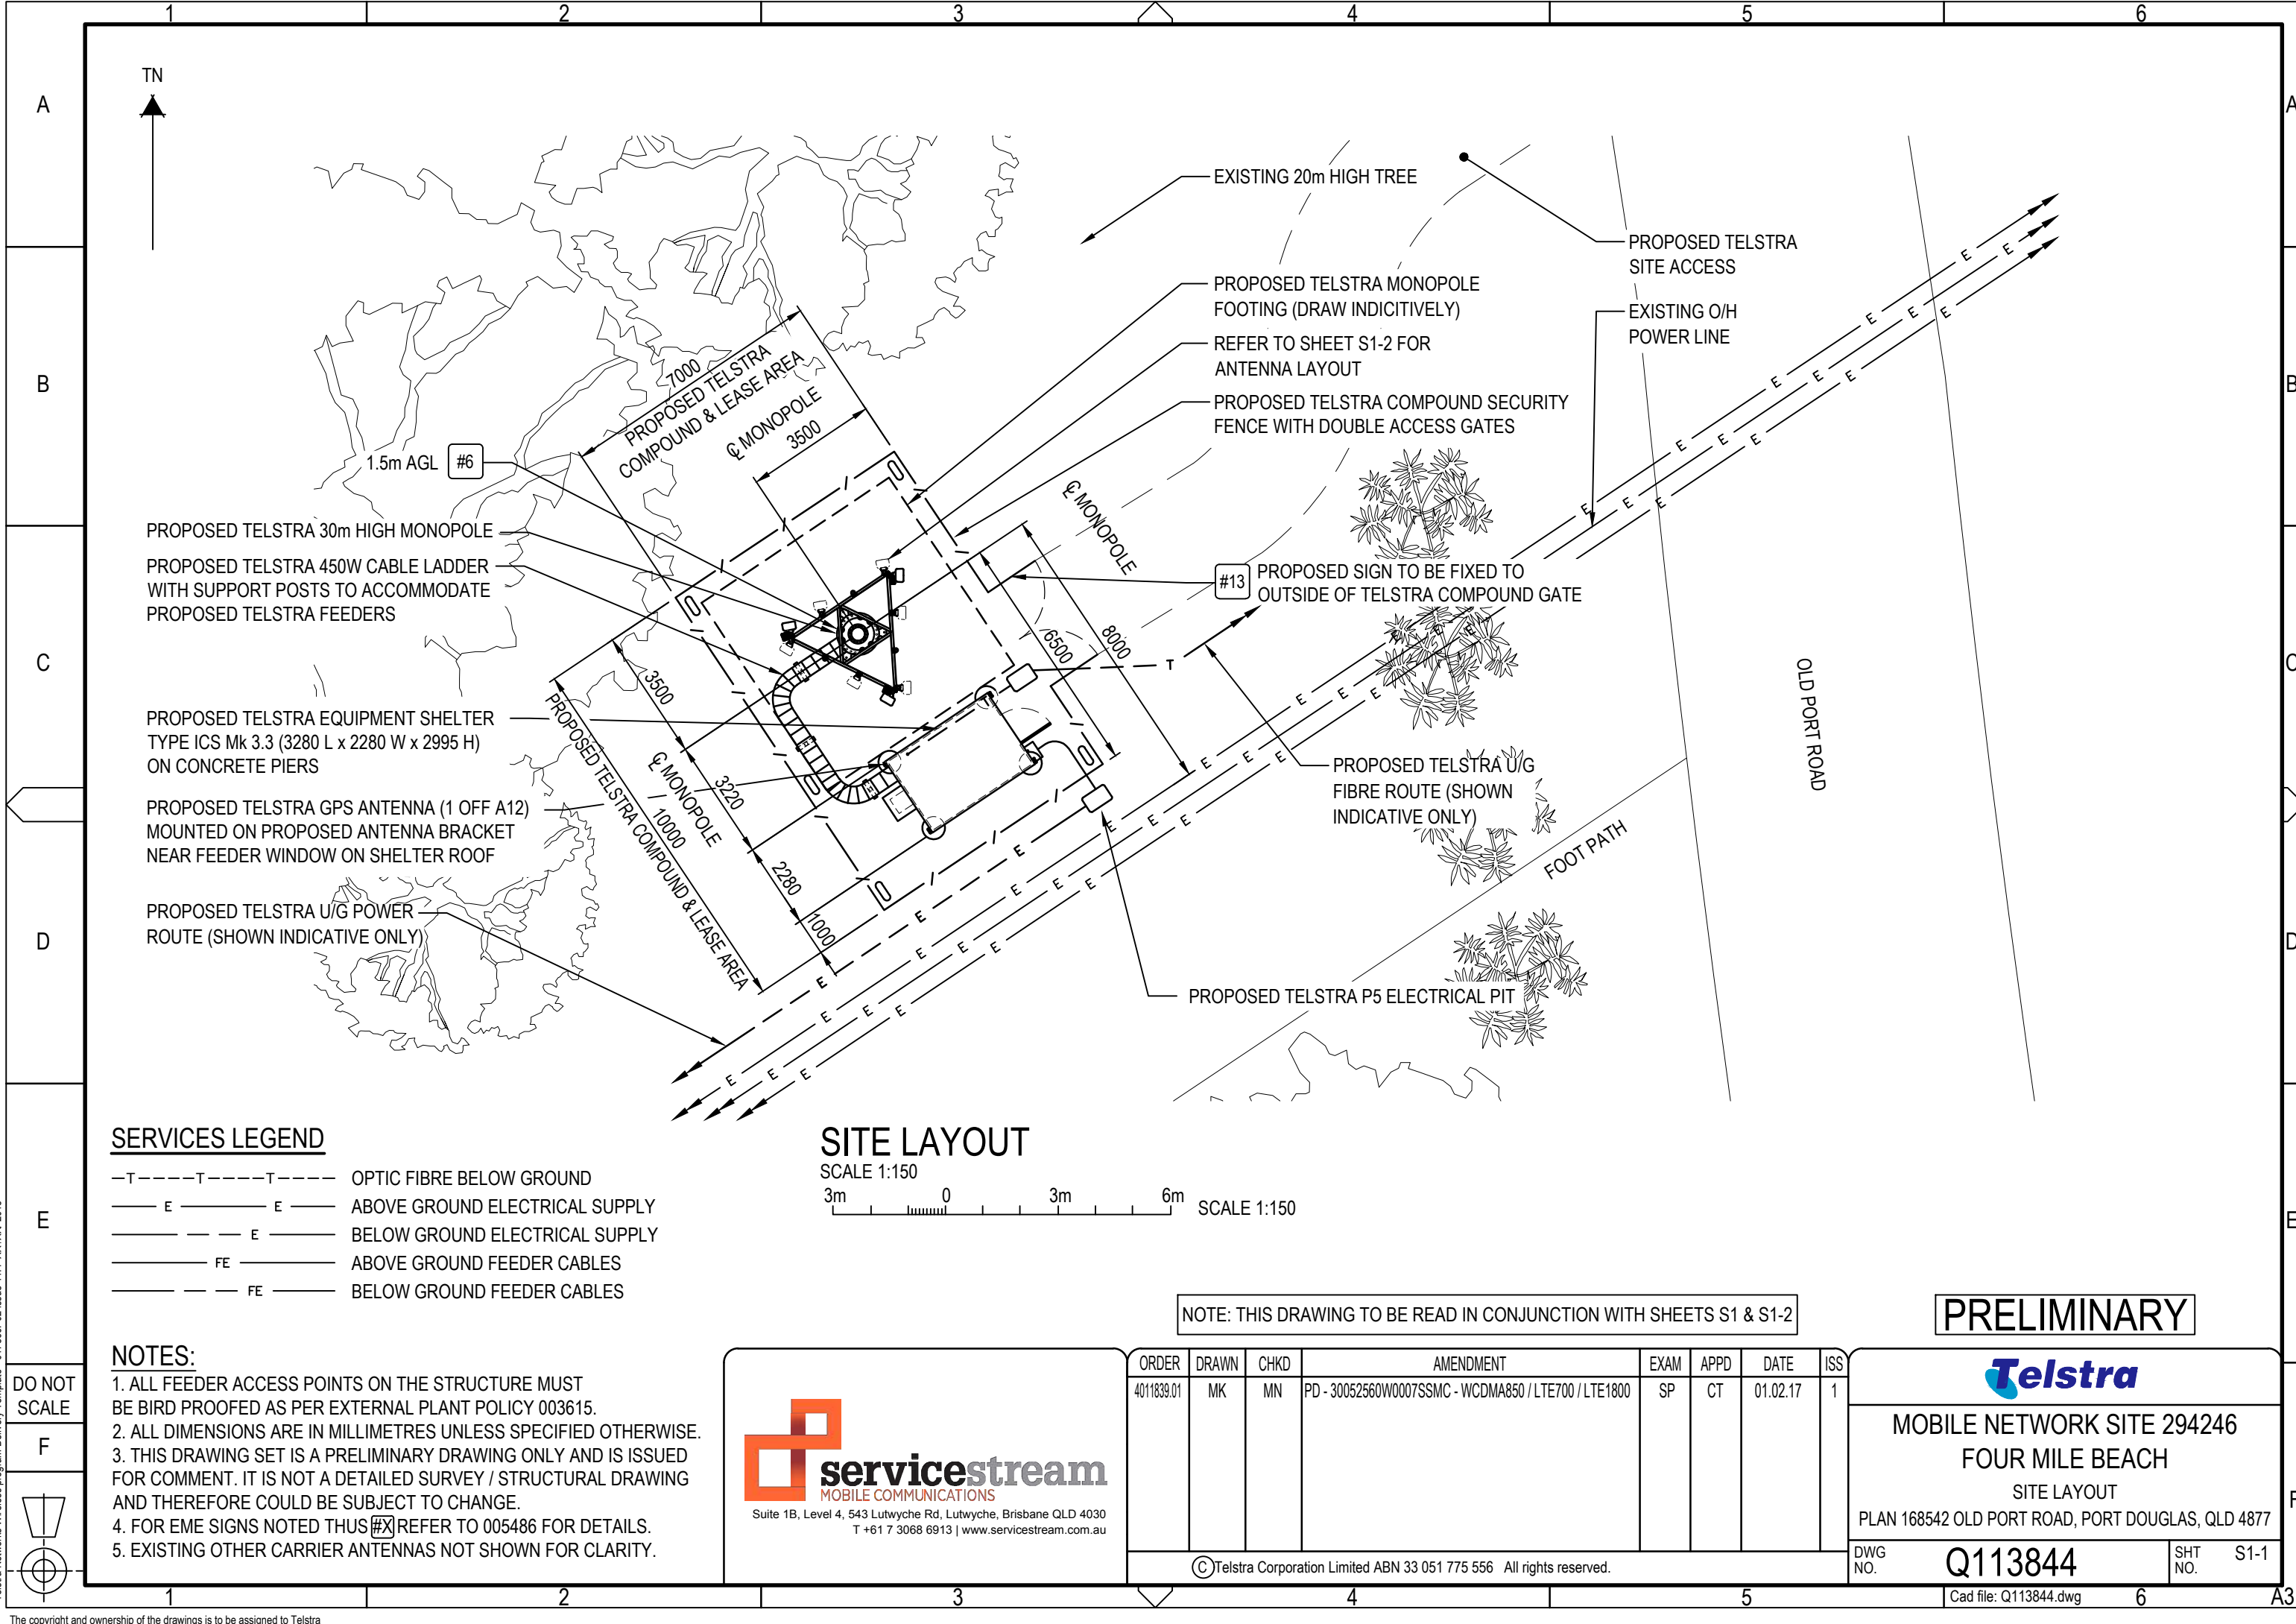 1 2 3 4 5 6
A
B
C
D
E
F
A
B
C
D
E
F
TN
EXISTING 20m HIGH TREE
PROPOSED TELSTRA
SITE ACCESS
PROPOSED TELSTRA MONOPOLE
FOOTING (DRAW INDICITIVELY)
EXISTING O/H
POWER LINE
REFER TO SHEET S1-2 FOR
ANTENNA LAYOUT
PROPOSED TELSTRA COMPOUND SECURITY
FENCE WITH DOUBLE ACCESS GATES
7000
PROPOSED TELSTRA
COMPOUND & LEASE AREA
℄ MONOPOLE
3500
1.5m AGL #6
℄ MONOPOLE
PROPOSED TELSTRA 30m HIGH MONOPOLE
PROPOSED TELSTRA 450W CABLE LADDER
WITH SUPPORT POSTS TO ACCOMMODATE
PROPOSED TELSTRA FEEDERS
#13 PROPOSED SIGN TO BE FIXED TO
OUTSIDE OF TELSTRA COMPOUND GATE
6500
8000
T
3500
℄ MONOPOLE
3220
10000
PROPOSED TELSTRA COMPOUND & LEASE AREA
2280
1000
PROPOSED TELSTRA EQUIPMENT SHELTER
TYPE ICS Mk 3.3 (3280 L x 2280 W x 2995 H)
ON CONCRETE PIERS
PROPOSED TELSTRA GPS ANTENNA (1 OFF A12)
MOUNTED ON PROPOSED ANTENNA BRACKET
NEAR FEEDER WINDOW ON SHELTER ROOF
PROPOSED TELSTRA U/G POWER
ROUTE (SHOWN INDICATIVE ONLY)
PROPOSED TELSTRA U/G
FIBRE ROUTE (SHOWN
INDICATIVE ONLY)
OLD PORT ROAD
FOOT PATH
PROPOSED TELSTRA P5 ELECTRICAL PIT
E E E
SERVICES LEGEND
T T T OPTIC FIBRE BELOW GROUND
E E ABOVE GROUND ELECTRICAL SUPPLY
E BELOW GROUND ELECTRICAL SUPPLY
FE ABOVE GROUND FEEDER CABLES
FE BELOW GROUND FEEDER CABLES
SITE LAYOUT
SCALE 1:150
3m 0 3m 6m SCALE 1:150
NOTE: THIS DRAWING TO BE READ IN CONJUNCTION WITH SHEETS S1 & S1-2
PRELIMINARY
NOTES:
1. ALL FEEDER ACCESS POINTS ON THE STRUCTURE MUST
BE BIRD PROOFED AS PER EXTERNAL PLANT POLICY 003615.
2. ALL DIMENSIONS ARE IN MILLIMETRES UNLESS SPECIFIED OTHERWISE.
3. THIS DRAWING SET IS A PRELIMINARY DRAWING ONLY AND IS ISSUED
FOR COMMENT. IT IS NOT A DETAILED SURVEY / STRUCTURAL DRAWING
AND THEREFORE COULD BE SUBJECT TO CHANGE.
4. FOR EME SIGNS NOTED THUS #X REFER TO 005486 FOR DETAILS.
5. EXISTING OTHER CARRIER ANTENNAS NOT SHOWN FOR CLARITY.
DO NOT
SCALE
servicestream
MOBILE COMMUNICATIONS
Suite 1B, Level 4, 543 Lutwyche Rd, Lutwyche, Brisbane QLD 4030
T +61 7 3068 6913 | www.servicestream.com.au
ORDER DRAWN CHKD AMENDMENT EXAM APPD DATE ISS
4011839.01 MK MN PD - 30052560W0007SSMC - WCDMA850 / LTE700 / LTE1800 SP CT 01.02.17 1
© Telstra Corporation Limited ABN 33 051 775 556 All rights reserved.
Telstra
MOBILE NETWORK SITE 294246
FOUR MILE BEACH
SITE LAYOUT
PLAN 168542 OLD PORT ROAD, PORT DOUGLAS, QLD 4877
DWG
NO. Q113844
SHT
NO. S1-1
Cad file: Q113844.dwg
1 2 3 4 5 6 A3
The copyright and ownership of the drawings is to be assigned to Telstra